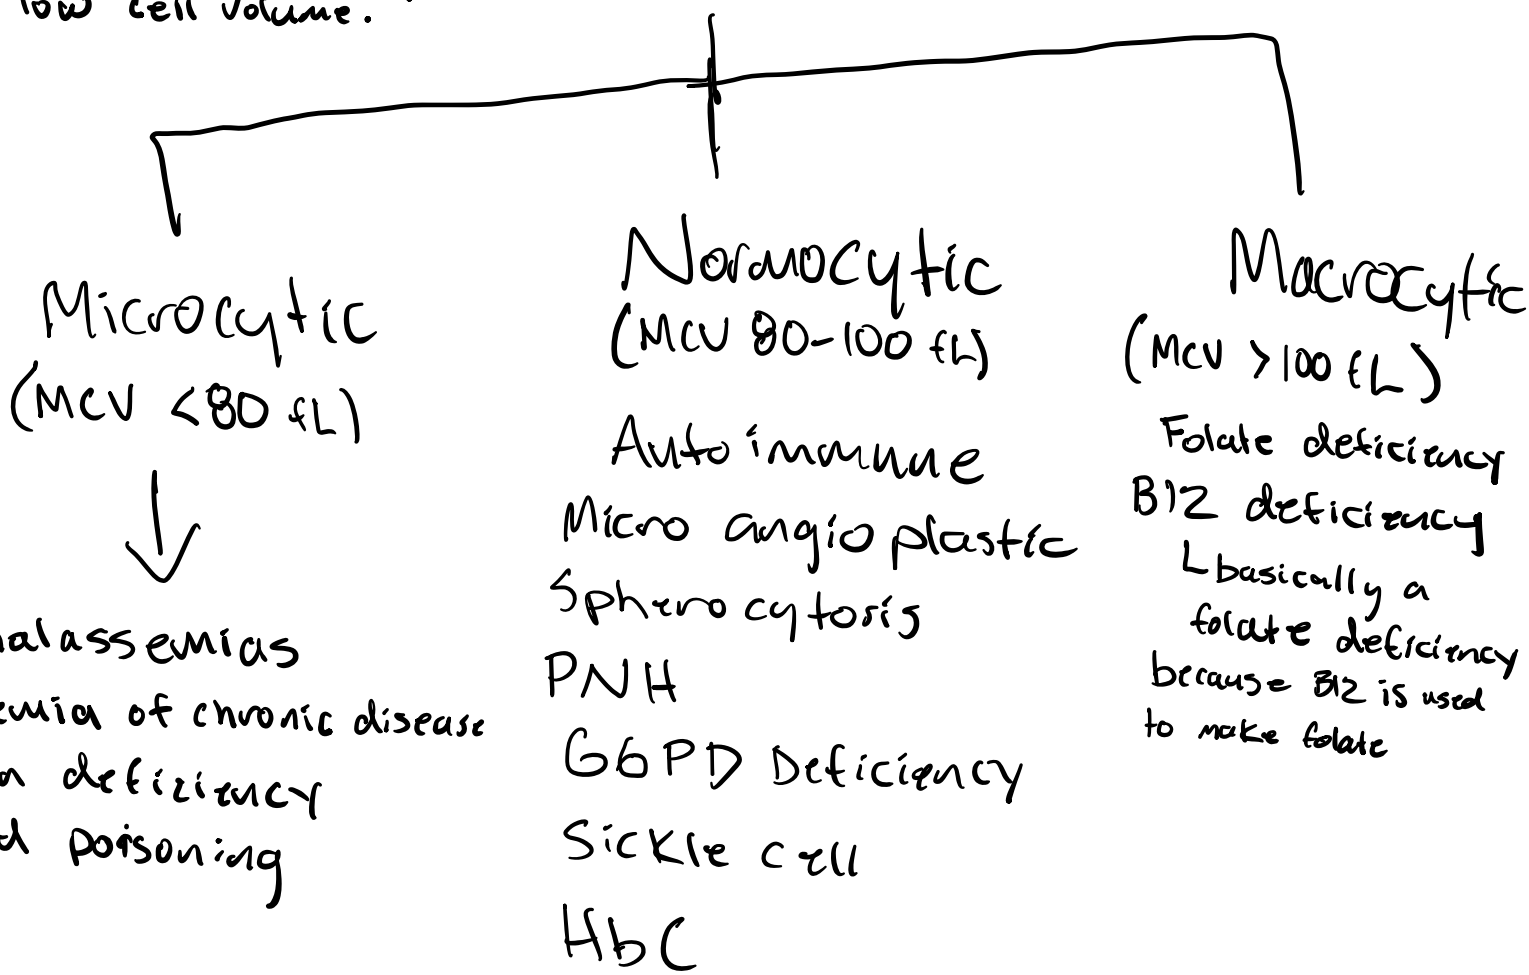 low cell volume.
Microcytic
(MCV <80 fL)
halassemias
emia of chronic disease
n deficiency
d poisoning
Normocytic
(MCV 80-100 fL)
Autoimmune
Micro angioplastic
Spherocytosis
PNH
G6PD Deficiency
Sickle cell
HbC
Macrocytic
(MCV >100 fL)
Folate deficiency
B12 deficiency
L basically a
folate deficiency
because B12 is used
to make folate